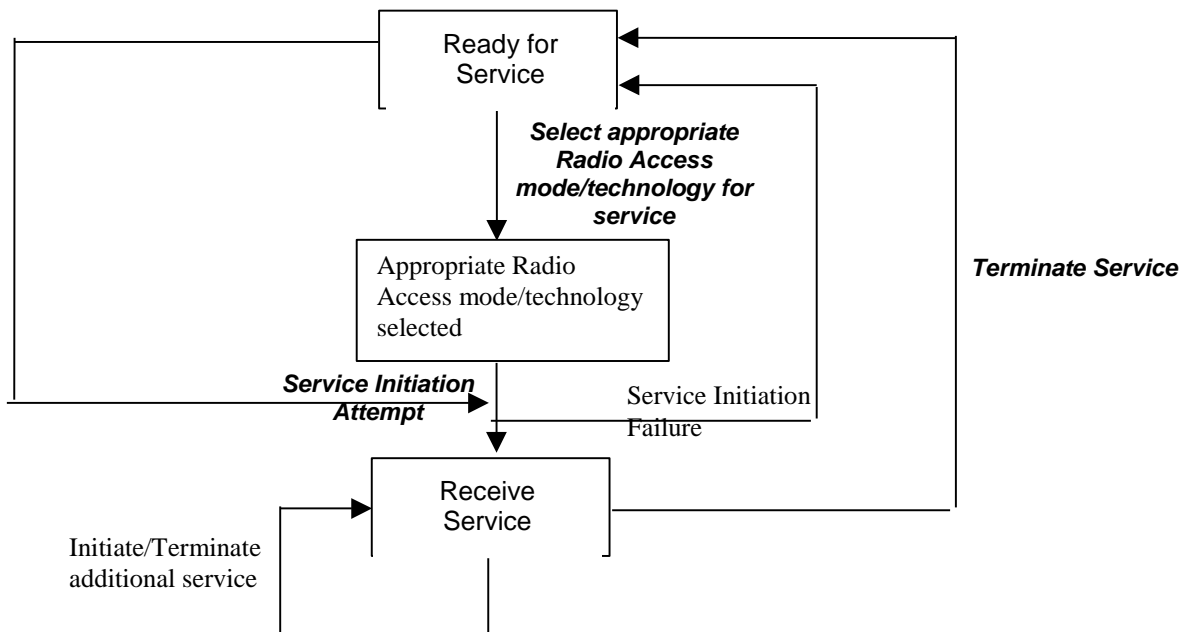 Ready for
Service
Select appropriate
Radio Access
mode/technology for
service
Appropriate Radio
Access mode/technology
selected
Terminate Service
Service Initiation
Attempt
Service Initiation
Failure
Receive
Service
Initiate/Terminate
additional service